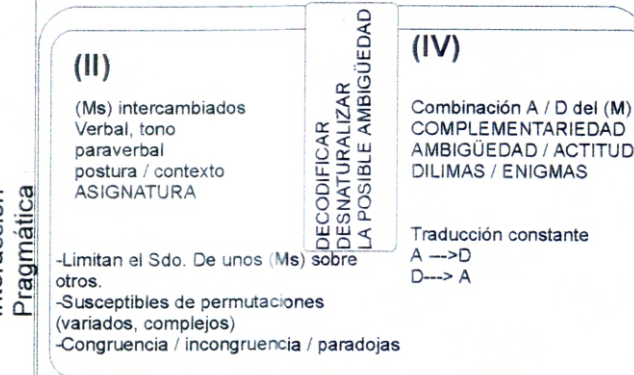 Pragmática
(II)
(Ms) intercambiados
Verbal, tono
paraverbal
postura / contexto
ASIGNATURA
-Limitan el Sdo. De unos (Ms) sobre
otros.
-Susceptibles de permutaciones
(variados, complejos)
-Congruencia / incongruencia / paradojas
DECODIFICAR
DESNATURALIZAR
LA POSIBLE AMBIGÜEDAD
(IV)
Combinación A / D del (M)
COMPLEMENTARIEDAD
AMBIGÜEDAD / ACTITUD
DILIMAS / ENIGMAS
Traducción constante
A --->D
D---> A